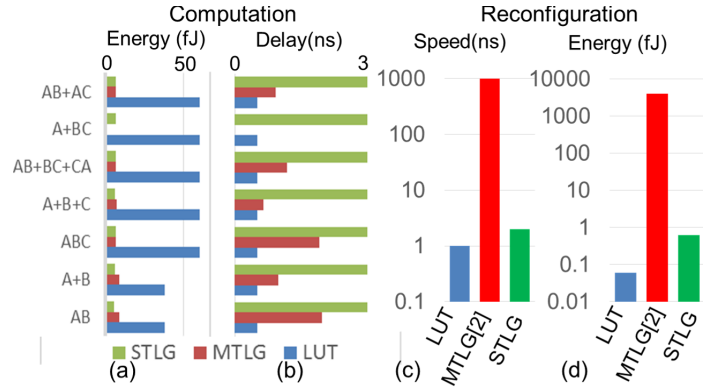 Computation
Reconfiguration
Energy (fJ)
Delay(ns)
Speed(ns)
Energy (fJ)
0
50
0
3
AB+AC
A+BC
AB+BC+CA
A+B+C
ABC
A+B
AB
STLG
MTLG
LUT
1000
100
10
1
0.1
LUT
MTLG[2]
STLG
10000
1000
100
10
1
0.1
0.01
LUT
MTLG[2]
STLG
(a)
(b)
(c)
(d)